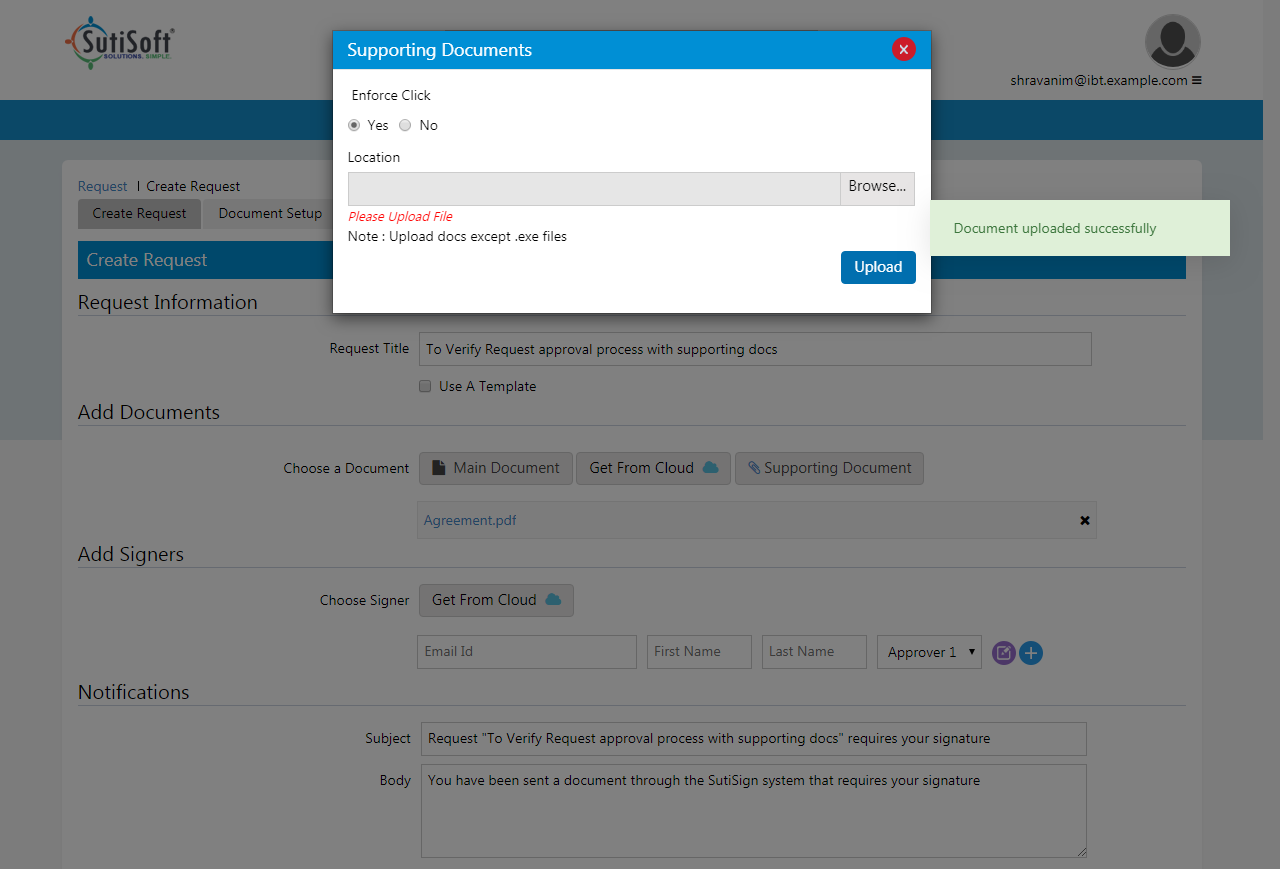 SutiSoft
SOLUTIONS. SIMPLE.
shravanim@ibt.example.com
Supporting Documents
Enforce Click
Yes No
Location
Browse...
Please Upload File
Note : Upload docs except .exe files
Upload
Document uploaded successfully
Request | Create Request
Create Request Document Setup
Create Request
Request Information
Request Title To Verify Request approval process with supporting docs
Use A Template
Add Documents
Choose a Document Main Document Get From Cloud Supporting Document
Agreement.pdf
Add Signers
Choose Signer Get From Cloud
Email Id First Name Last Name Approver 1
Notifications
Subject Request "To Verify Request approval process with supporting docs" requires your signature
Body You have been sent a document through the SutiSign system that requires your signature